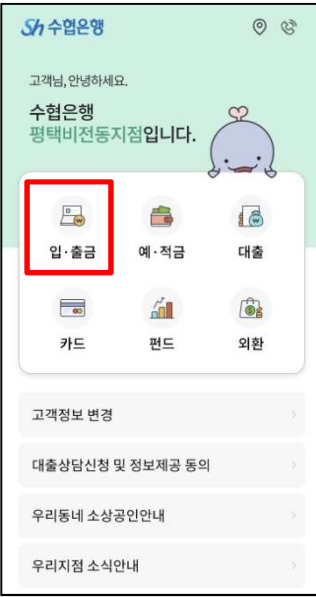 Sh 수협은행
고객님, 안녕하세요.
수협은행
평택비전동지점입니다.
입·출금 예·적금 대출
카드 펀드 외환
고객정보 변경
대출상담신청 및 정보제공 동의
우리동네 소상공인안내
우리지점 소식안내